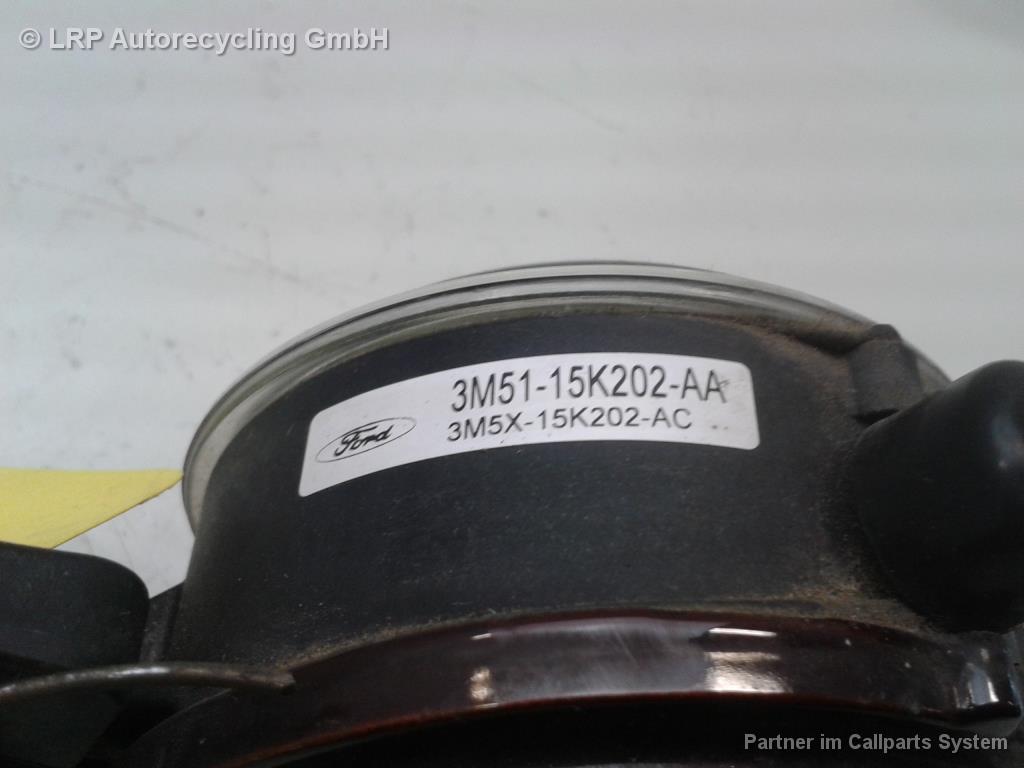 © LRP Autorecycling GmbH
3M51-15K202-AA
Ford
3M5X-15K202-AC ..
Partner im Callparts System